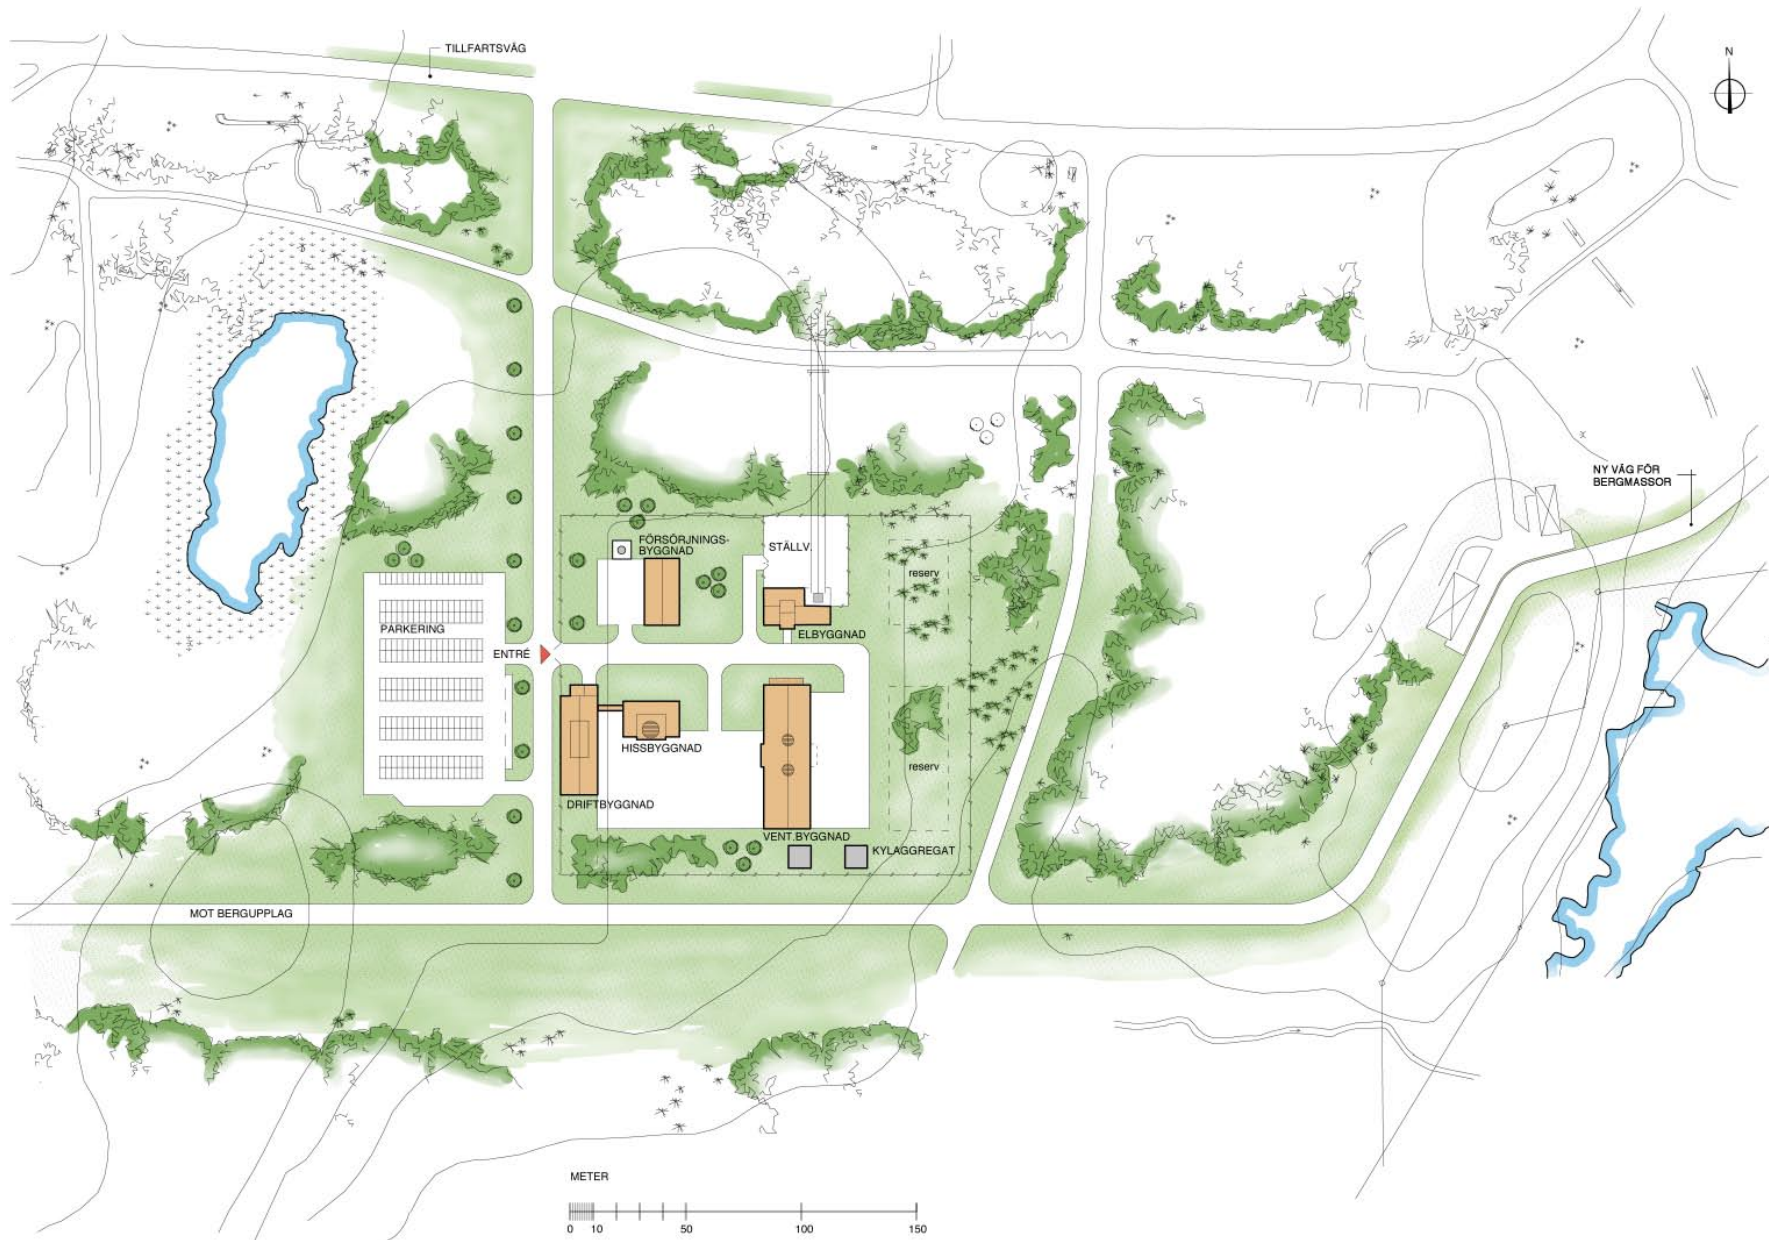 TILLFARTSVÄG
N
NY VÄG FÖR
BERGMASSOR
FÖRSÖRJNINGS-
BYGGNAD
STÄLLV.
reserv
PARKERING
ELBYGGNAD
ENTRÉ
HISSBYGGNAD
reserv
DRIFTBYGGNAD
VENT.BYGGNAD
KYLAGGREGAT
MOT BERGUPPLAG
METER
0 10 50 100 150